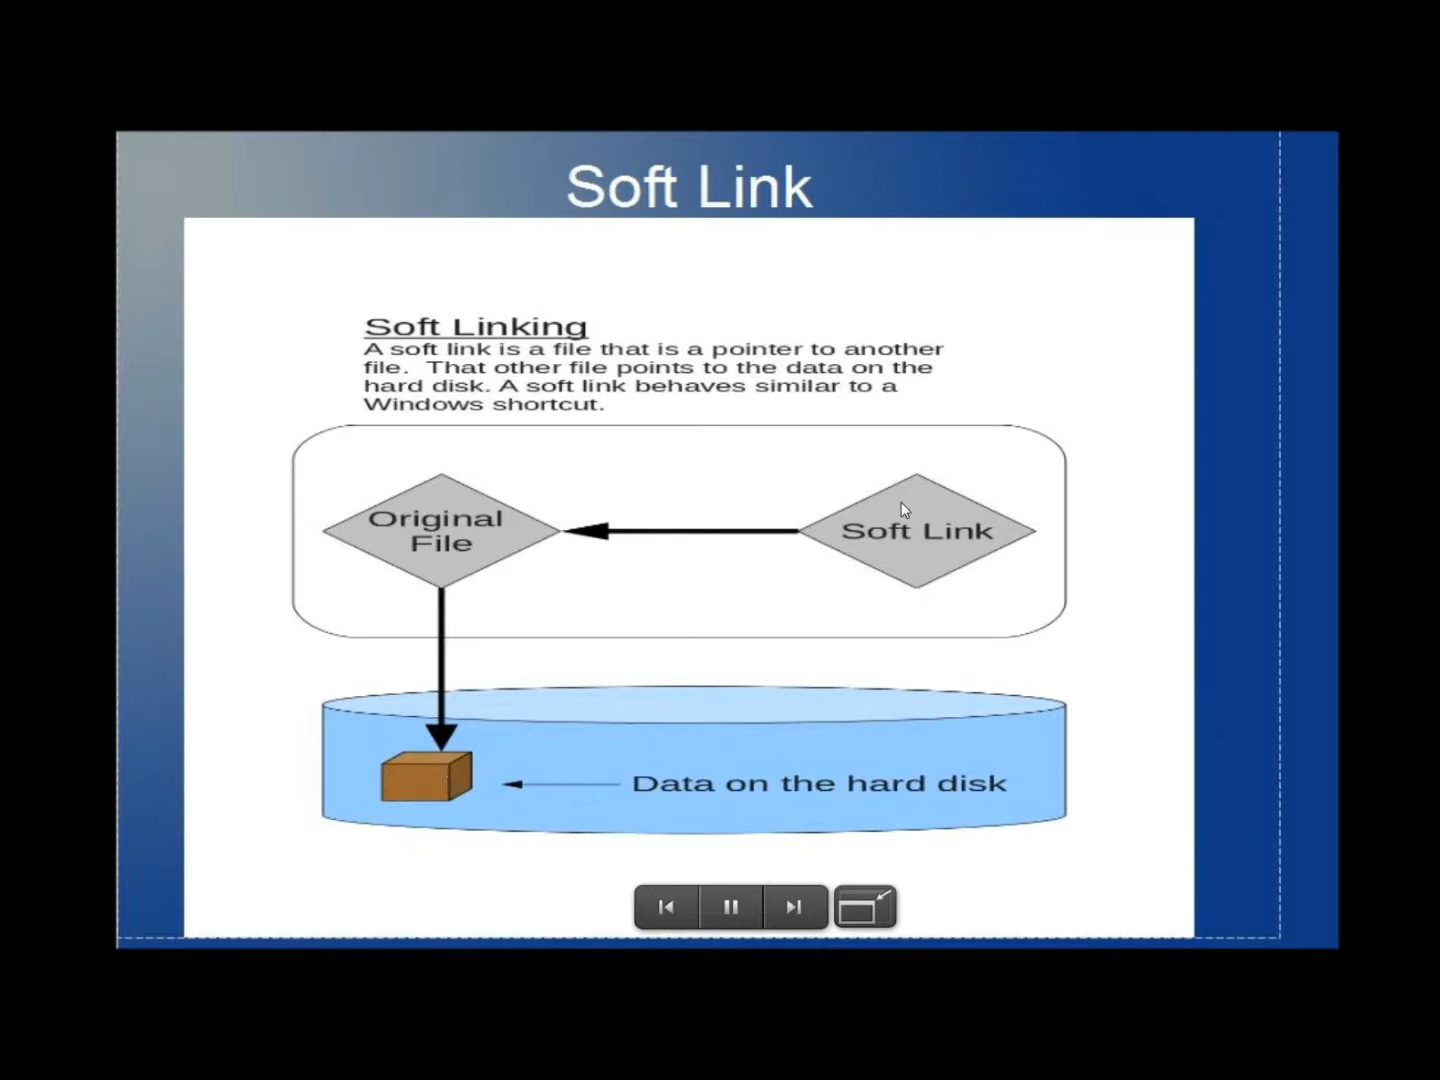 Soft Link
Soft Linking
A soft link is a file that is a pointer to another
file.  That other file points to the data on the
hard disk. A soft link behaves similar to a
Windows shortcut.
Original
File
Soft Link
Data on the hard disk